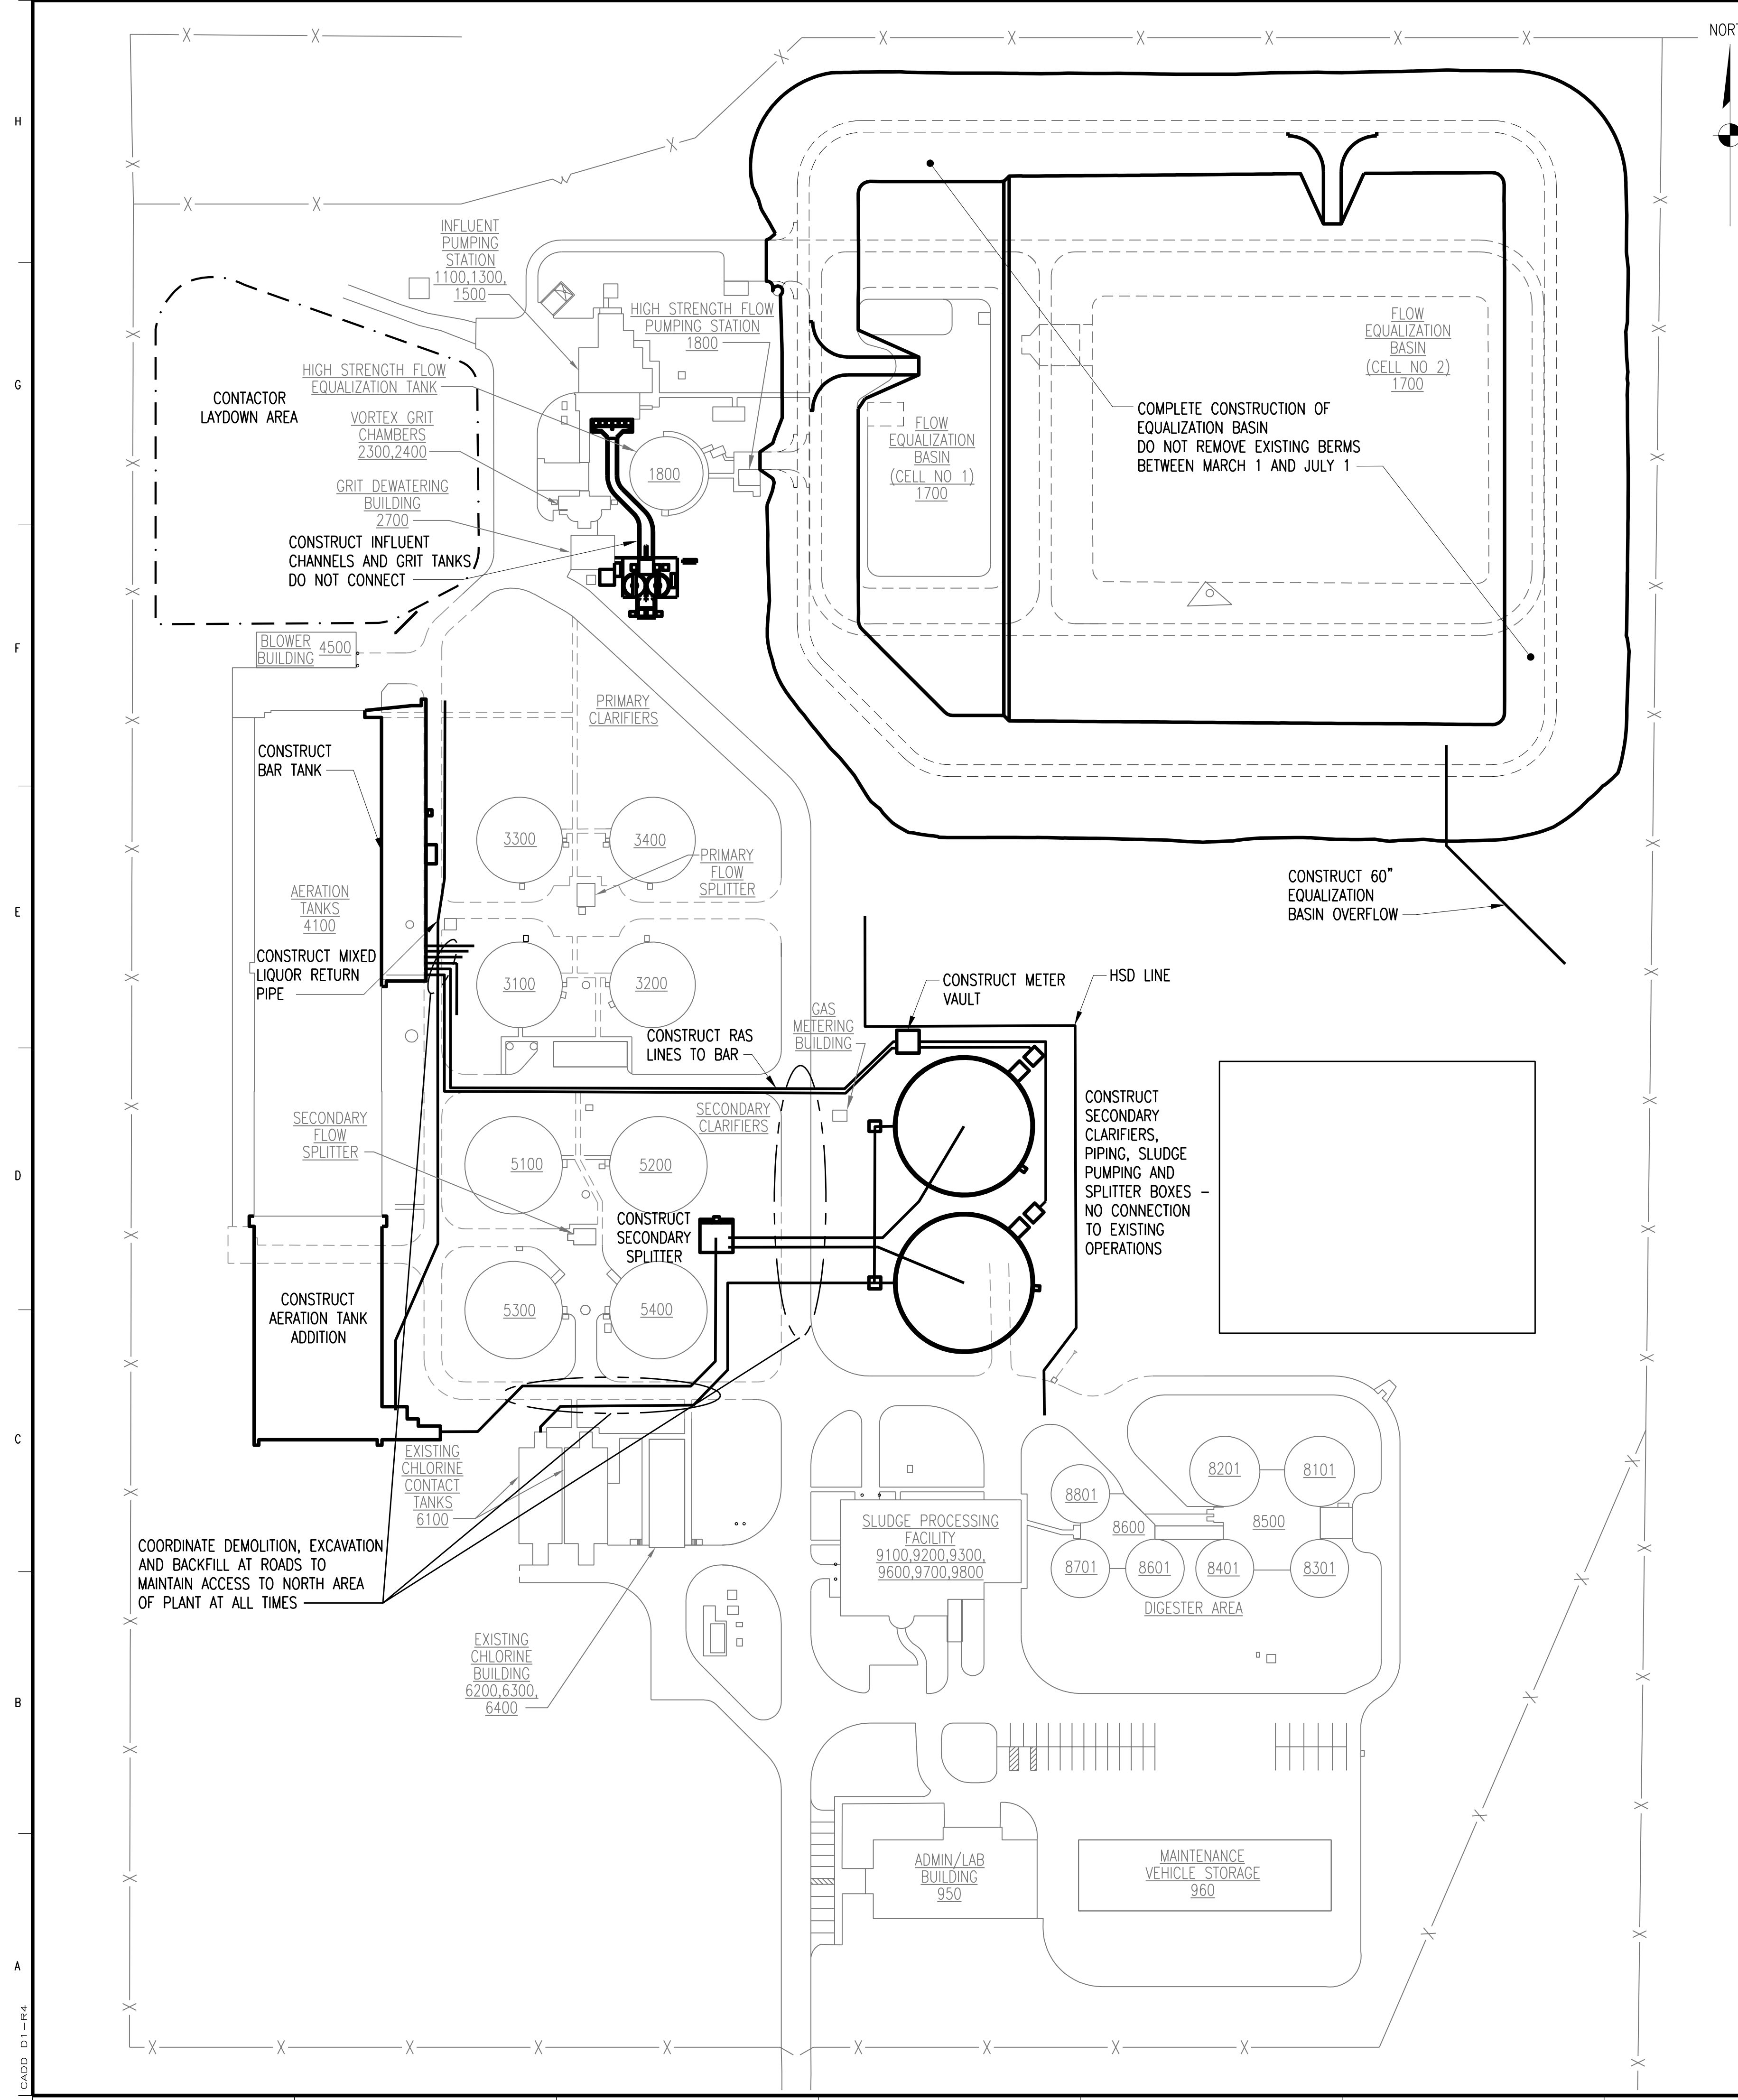 NORT
H
INFLUENT
PUMPING
STATION
1100,1300,
1500
HIGH STRENGTH FLOW
PUMPING STATION
1800
FLOW
EQUALIZATION
BASIN
(CELL NO 2)
1700
G
HIGH STRENGTH FLOW
EQUALIZATION TANK
CONTACTOR
LAYDOWN AREA
COMPLETE CONSTRUCTION OF
EQUALIZATION BASIN
DO NOT REMOVE EXISTING BERMS
BETWEEN MARCH 1 AND JULY 1
VORTEX GRIT
CHAMBERS
2300,2400
FLOW
EQUALIZATION
BASIN
(CELL NO 1)
1700
1800
GRIT DEWATERING
BUILDING
2700
CONSTRUCT INFLUENT
CHANNELS AND GRIT TANKS
DO NOT CONNECT
F
BLOWER
BUILDING
4500
PRIMARY
CLARIFIERS
CONSTRUCT
BAR TANK
3300
3400
PRIMARY
FLOW
SPLITTER
CONSTRUCT 60"
EQUALIZATION
BASIN OVERFLOW
E
AERATION
TANKS
4100
CONSTRUCT MIXED
LIQUOR RETURN
PIPE
3100
3200
CONSTRUCT METER
VAULT
HSD LINE
GAS
METERING
BUILDING
CONSTRUCT RAS
LINES TO BAR
CONSTRUCT
SECONDARY
CLARIFIERS,
PIPING, SLUDGE
PUMPING AND
SPLITTER BOXES -
NO CONNECTION
TO EXISTING
OPERATIONS
SECONDARY
CLARIFIERS
SECONDARY
FLOW
SPLITTER
D
5100
5200
CONSTRUCT
SECONDARY
SPLITTER
CONSTRUCT
AERATION TANK
ADDITION
5300
5400
C
EXISTING
CHLORINE
CONTACT
TANKS
6100
8201
8101
8801
8600
8500
SLUDGE PROCESSING
FACILITY
9100,9200,9300,
9600,9700,9800
8701
8601
8401
8301
DIGESTER AREA
COORDINATE DEMOLITION, EXCAVATION
AND BACKFILL AT ROADS TO
MAINTAIN ACCESS TO NORTH AREA
OF PLANT AT ALL TIMES
EXISTING
CHLORINE
BUILDING
6200,6300,
6400
B
ADMIN/LAB
BUILDING
950
MAINTENANCE
VEHICLE STORAGE
960
A
CADD D1-R4